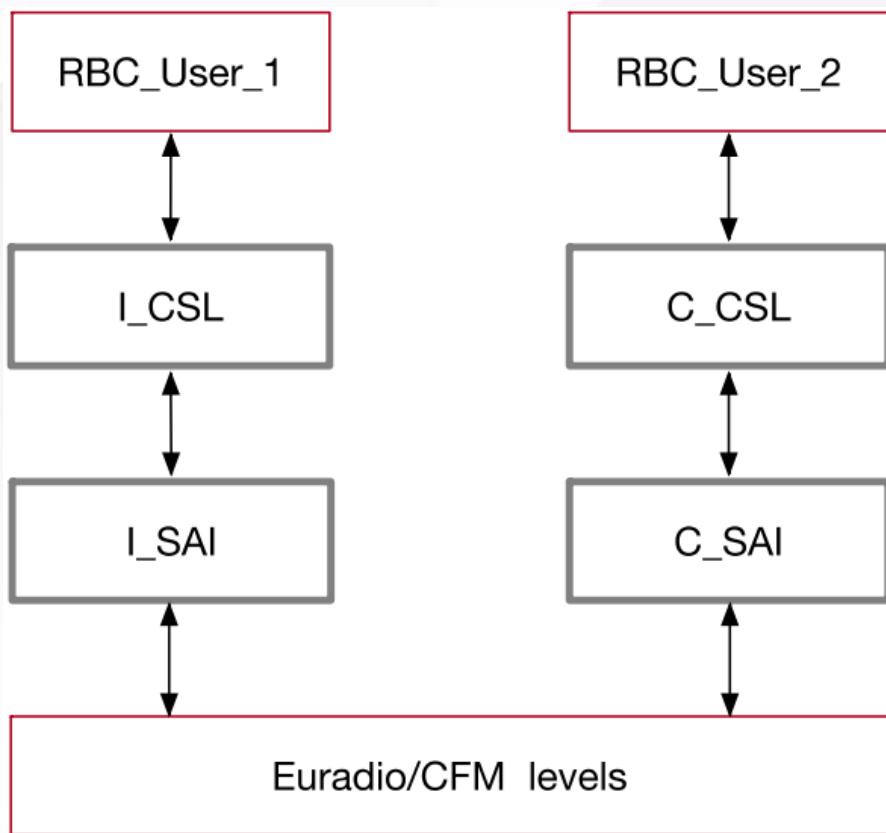 RBC_User_1
RBC_User_2
I_CSL
C_CSL
I_SAI
C_SAI
Euradio/CFM levels